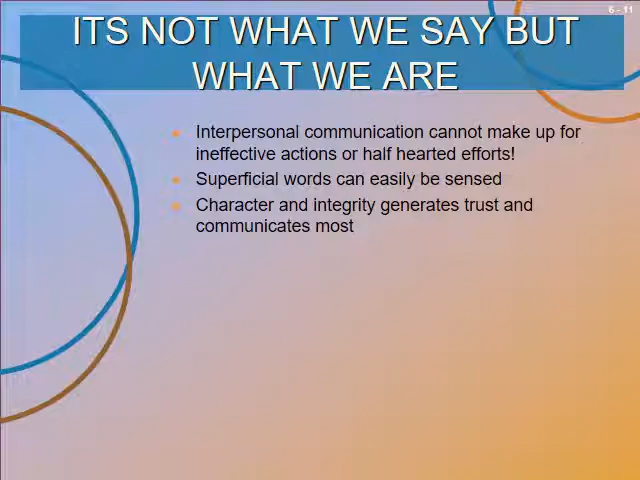 6 - 11
ITS NOT WHAT WE SAY BUT
WHAT WE ARE
Interpersonal communication cannot make up for
ineffective actions or half hearted efforts!
Superficial words can easily be sensed
Character and integrity generates trust and
communicates most